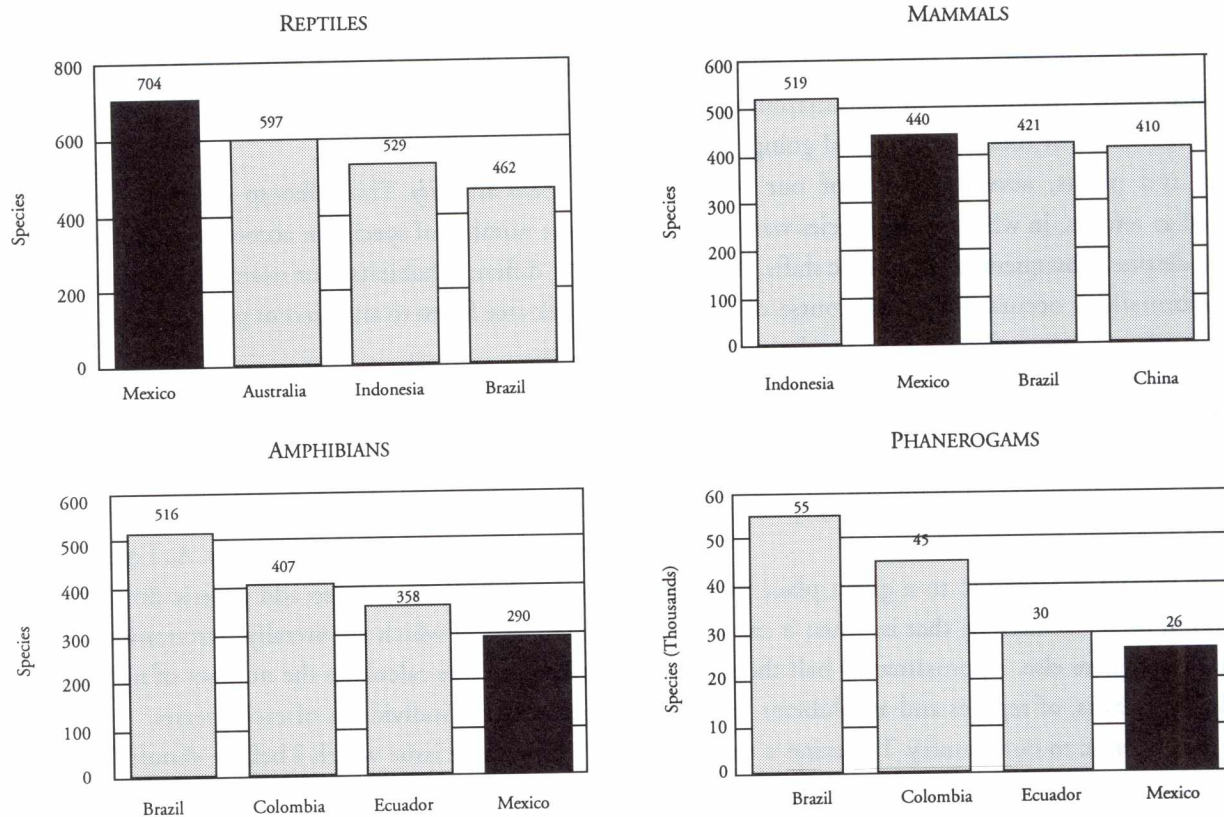 REPTILES
800
600
400
200
0
Species
704
597
529
462
Mexico
Australia
Indonesia
Brazil
MAMMALS
600
500
400
300
200
100
0
Species
519
440
421
410
Indonesia
Mexico
Brazil
China
AMPHIBIANS
600
500
400
300
200
100
0
Species
516
407
358
290
Brazil
Colombia
Ecuador
Mexico
PHANEROGAMS
60
50
40
30
20
10
0
Species (Thousands)
55
45
30
26
Brazil
Colombia
Ecuador
Mexico